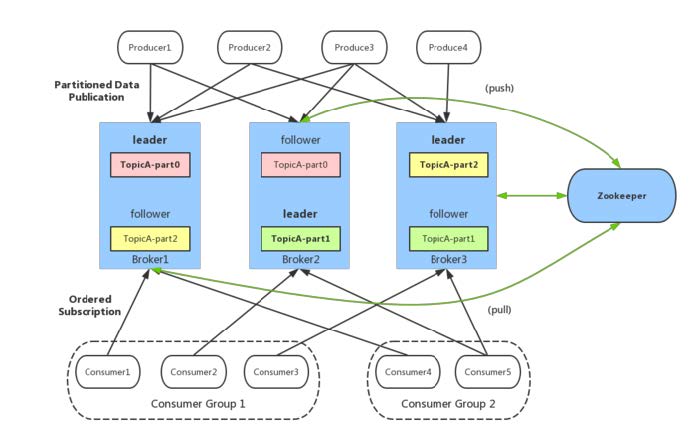 Producer1
Producer2
Produce3
Produce4
Partitioned Data
Publication
(push)
leader
TopicA-part0
follower
TopicA-part2
Broker1
follower
TopicA-part0
leader
TopicA-part1
Broker2
leader
TopicA-part2
follower
TopicA-part1
Broker3
Zookeeper
Ordered
Subscription
(pull)
Consumer1
Consumer2
Consumer3
Consumer Group 1
Consumer4
Consumer5
Consumer Group 2